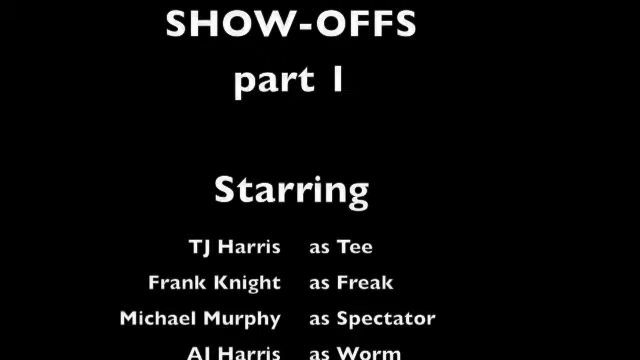 SHOW-OFFS
part 1
Starring
TJ Harris as Tee
Frank Knight as Freak
Michael Murphy as Spectator
AJ Harris as Worm